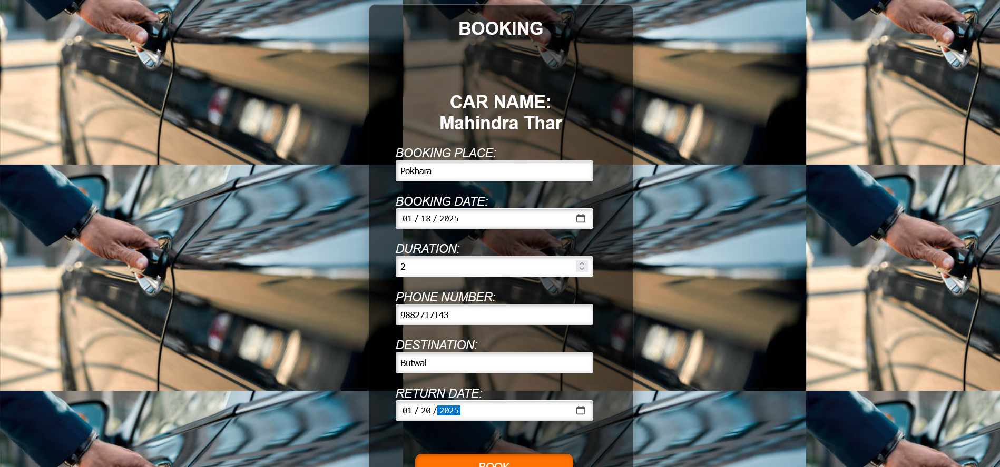 BOOKING
CAR NAME:
Mahindra Thar
BOOKING PLACE:
Pokhara
BOOKING DATE:
01 / 18 / 2025
DURATION:
2
PHONE NUMBER:
9882717143
DESTINATION:
Butwal
RETURN DATE:
01 / 20 / 2025
BOOK